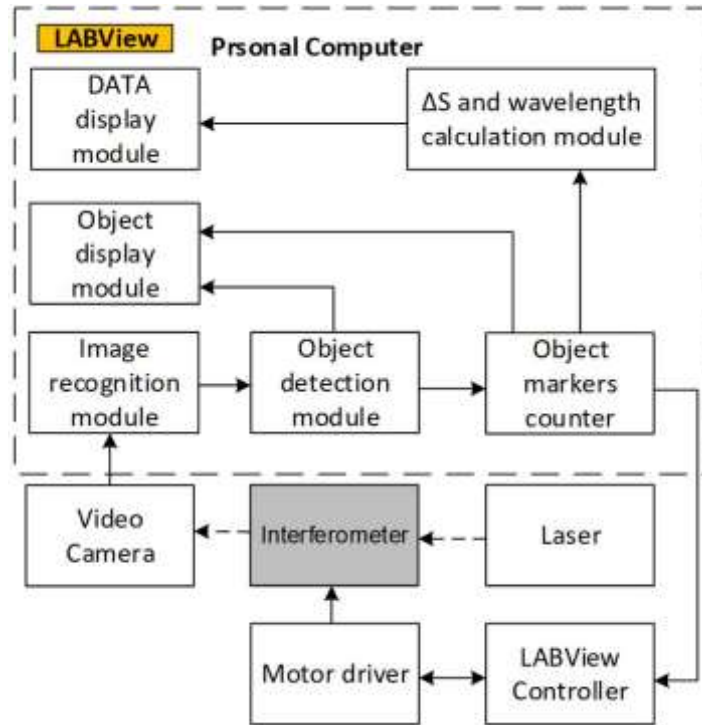 LABView
Prsonal Computer
DATA
display
module
ΔS and wavelength
calculation module
Object
display
module
Image
recognition
module
Object
detection
module
Object
markers
counter
Video
Camera
Interferometer
Laser
Motor driver
LABView
Controller